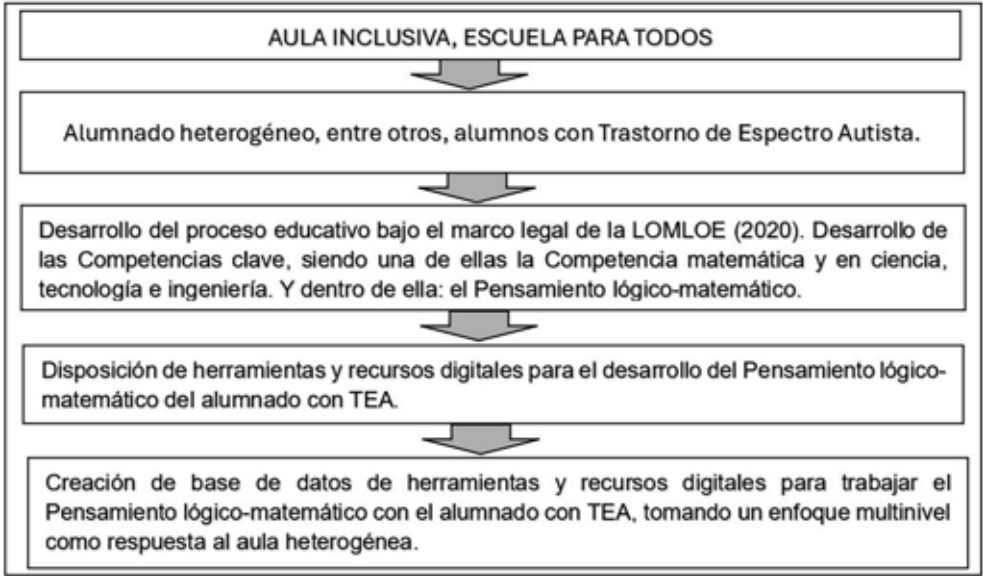 AULA INCLUSIVA, ESCUELA PARA TODOS
Alumnado heterogéneo, entre otros, alumnos con Trastorno de Espectro Autista.
Desarrollo del proceso educativo bajo el marco legal de la LOMLOE (2020). Desarrollo de
las Competencias clave, siendo una de ellas la Competencia matemática y en ciencia,
tecnología e ingeniería. Y dentro de ella: el Pensamiento lógico-matemático.
Disposición de herramientas y recursos digitales para el desarrollo del Pensamiento lógico-
matemático del alumnado con TEA.
Creación de base de datos de herramientas y recursos digitales para trabajar el
Pensamiento lógico-matemático con el alumnado con TEA, tomando un enfoque multinivel
como respuesta al aula heterogénea.